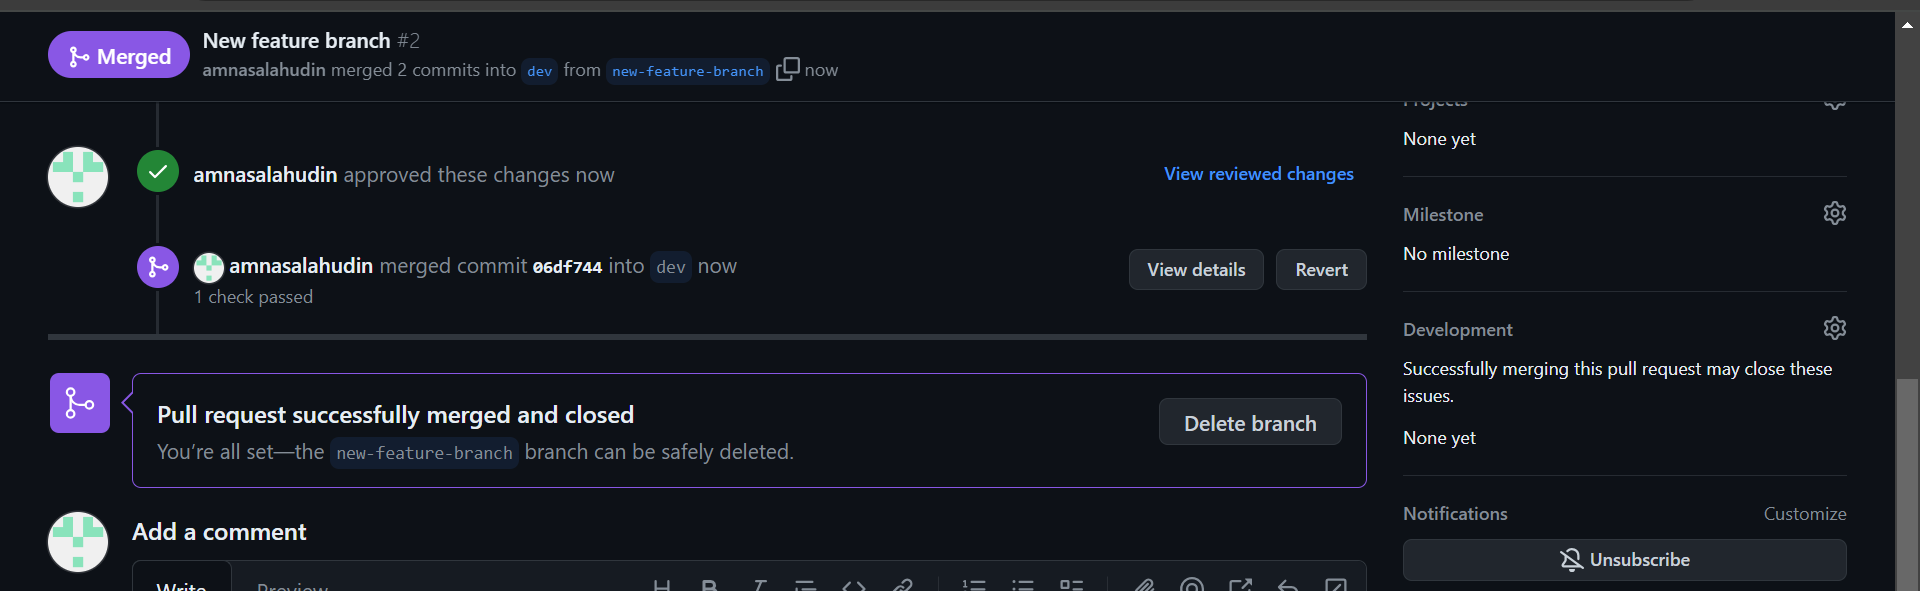 Merged
New feature branch #2
amnasalahudin merged 2 commits into dev from new-feature-branch now
amnasalahudin approved these changes now
View reviewed changes
amnasalahudin merged commit 06df744 into dev now
1 check passed
View details
Revert
Pull request successfully merged and closed
You're all set—the new-feature-branch branch can be safely deleted.
Delete branch
Add a comment
Write
Preview
Projects
None yet
Milestone
No milestone
Development
Successfully merging this pull request may close these
issues.
None yet
Notifications
Customize
Unsubscribe